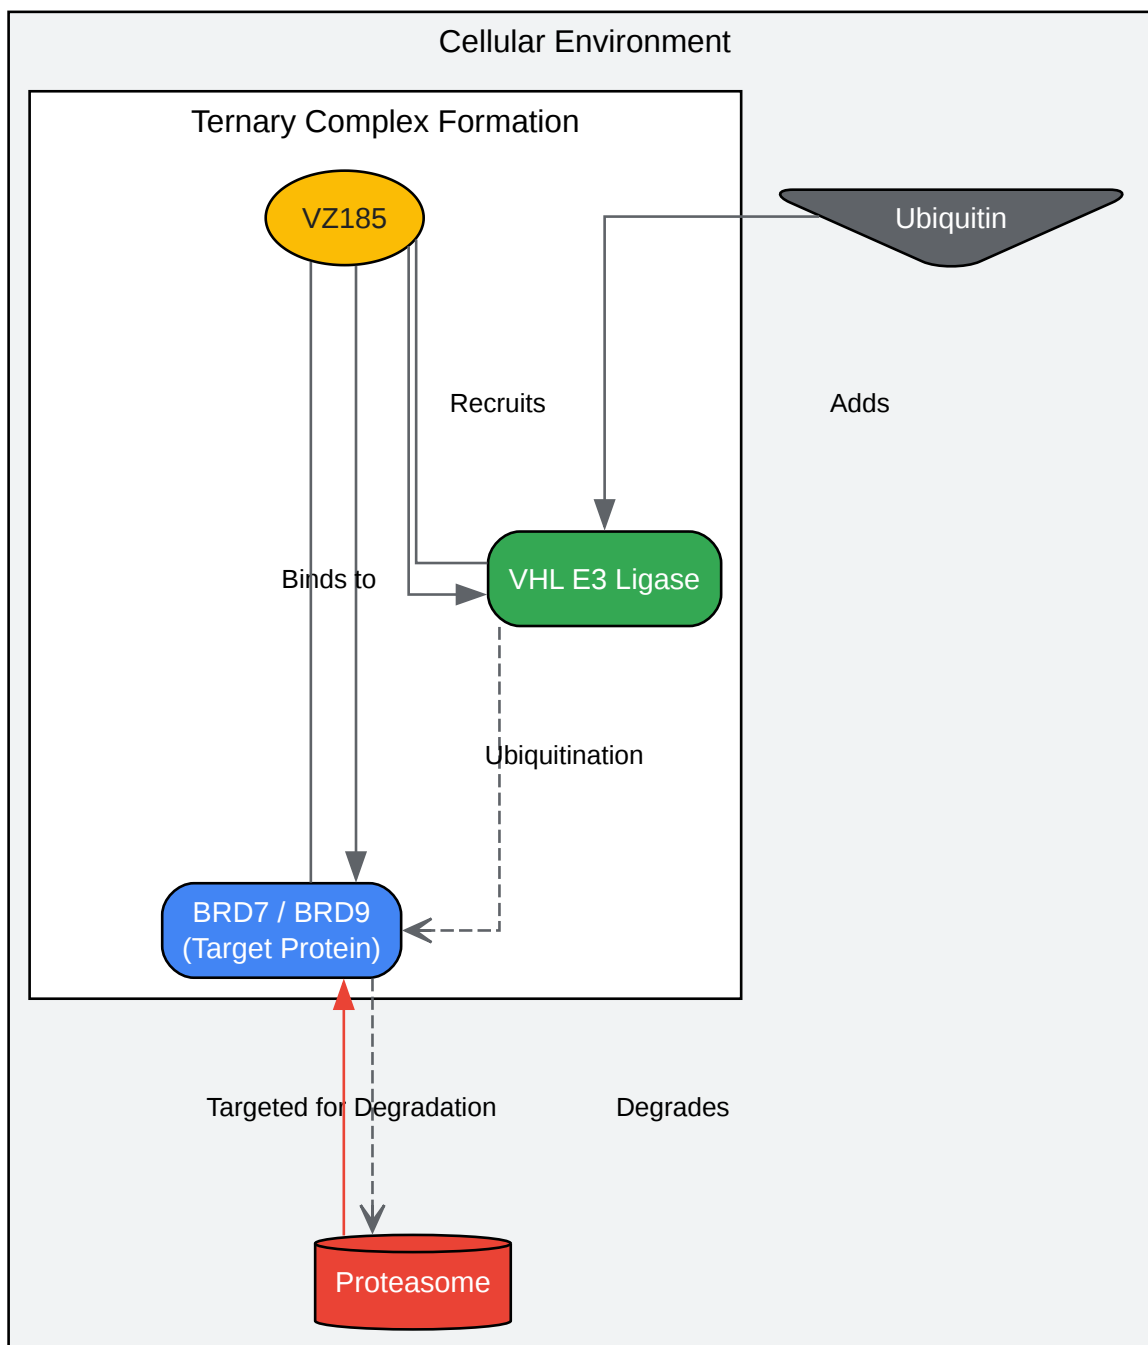 Cellular Environment
Ternary Complex Formation
VZ185
Ubiquitin
Recruits
Adds
Binds to
VHL E3 Ligase
Ubiquitination
BRD7 / BRD9
(Target Protein)
Targeted for Degradation
Degrades
Proteasome